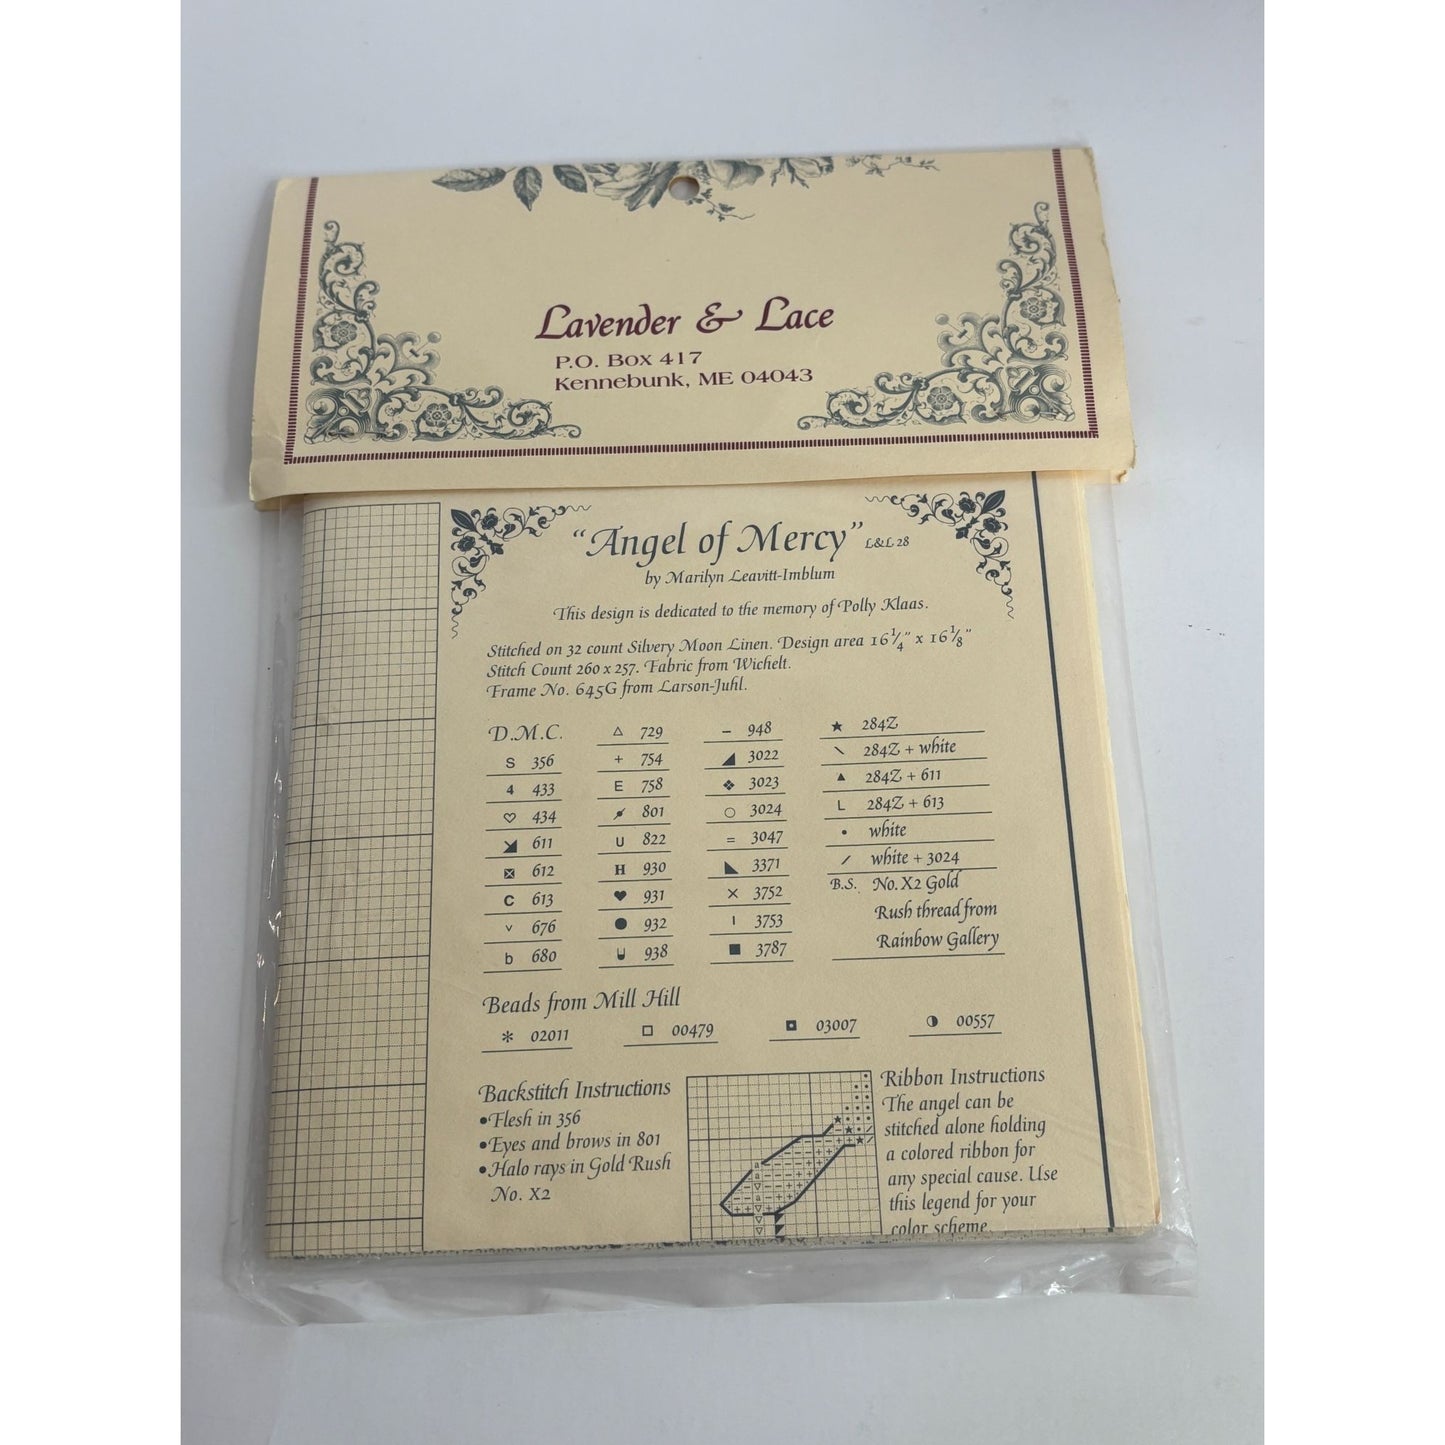 Lavender & Lace
P.O. Box 417
Kennebunk, ME 04043
"Angel of Mercy" L&L 28
by Marilyn Leavitt-Imblum
This design is dedicated to the memory of Polly Klaas.
Stitched on 32 count Silvery Moon Linen. Design area 16 1/4" x 16 1/8"
Stitch Count 260 x 257. Fabric from Wichelt.
Frame No. 645G from Larson-Juhl.
D.M.C.
S 356
4 433
♡ 434
◥ 611
⊠ 612
C 613
v 676
b 680
△ 729
+ 754
E 758
801
U 822
H 930
♥ 931
● 932
938
– 948
◢ 3022
❖ 3023
○ 3024
= 3047
◣ 3371
× 3752
I 3753
■ 3787
★ 284Z
\ 284Z + white
▲ 284Z + 611
L 284Z + 613
• white
/ white + 3024
B.S. No. X2 Gold
Rush thread from
Rainbow Gallery
Beads from Mill Hill
* 02011 □ 00479 ◘ 03007 ◑ 00557
Backstitch Instructions
•Flesh in 356
•Eyes and brows in 801
•Halo rays in Gold Rush
No. X2
Ribbon Instructions
The angel can be
stitched alone holding
a colored ribbon for
any special cause. Use
this legend for your
color scheme.